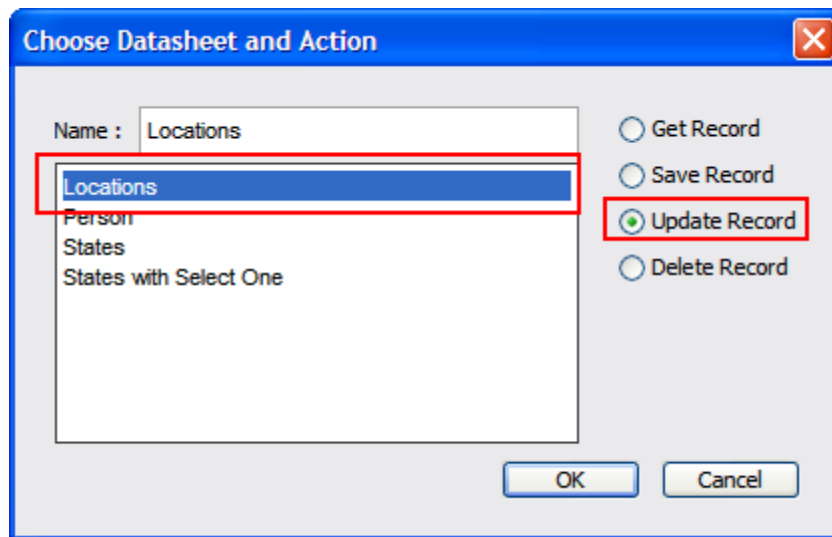 Choose Datasheet and Action
Name : Locations
Locations
Person
States
States with Select One
Get Record
Save Record
Update Record
Delete Record
OK Cancel